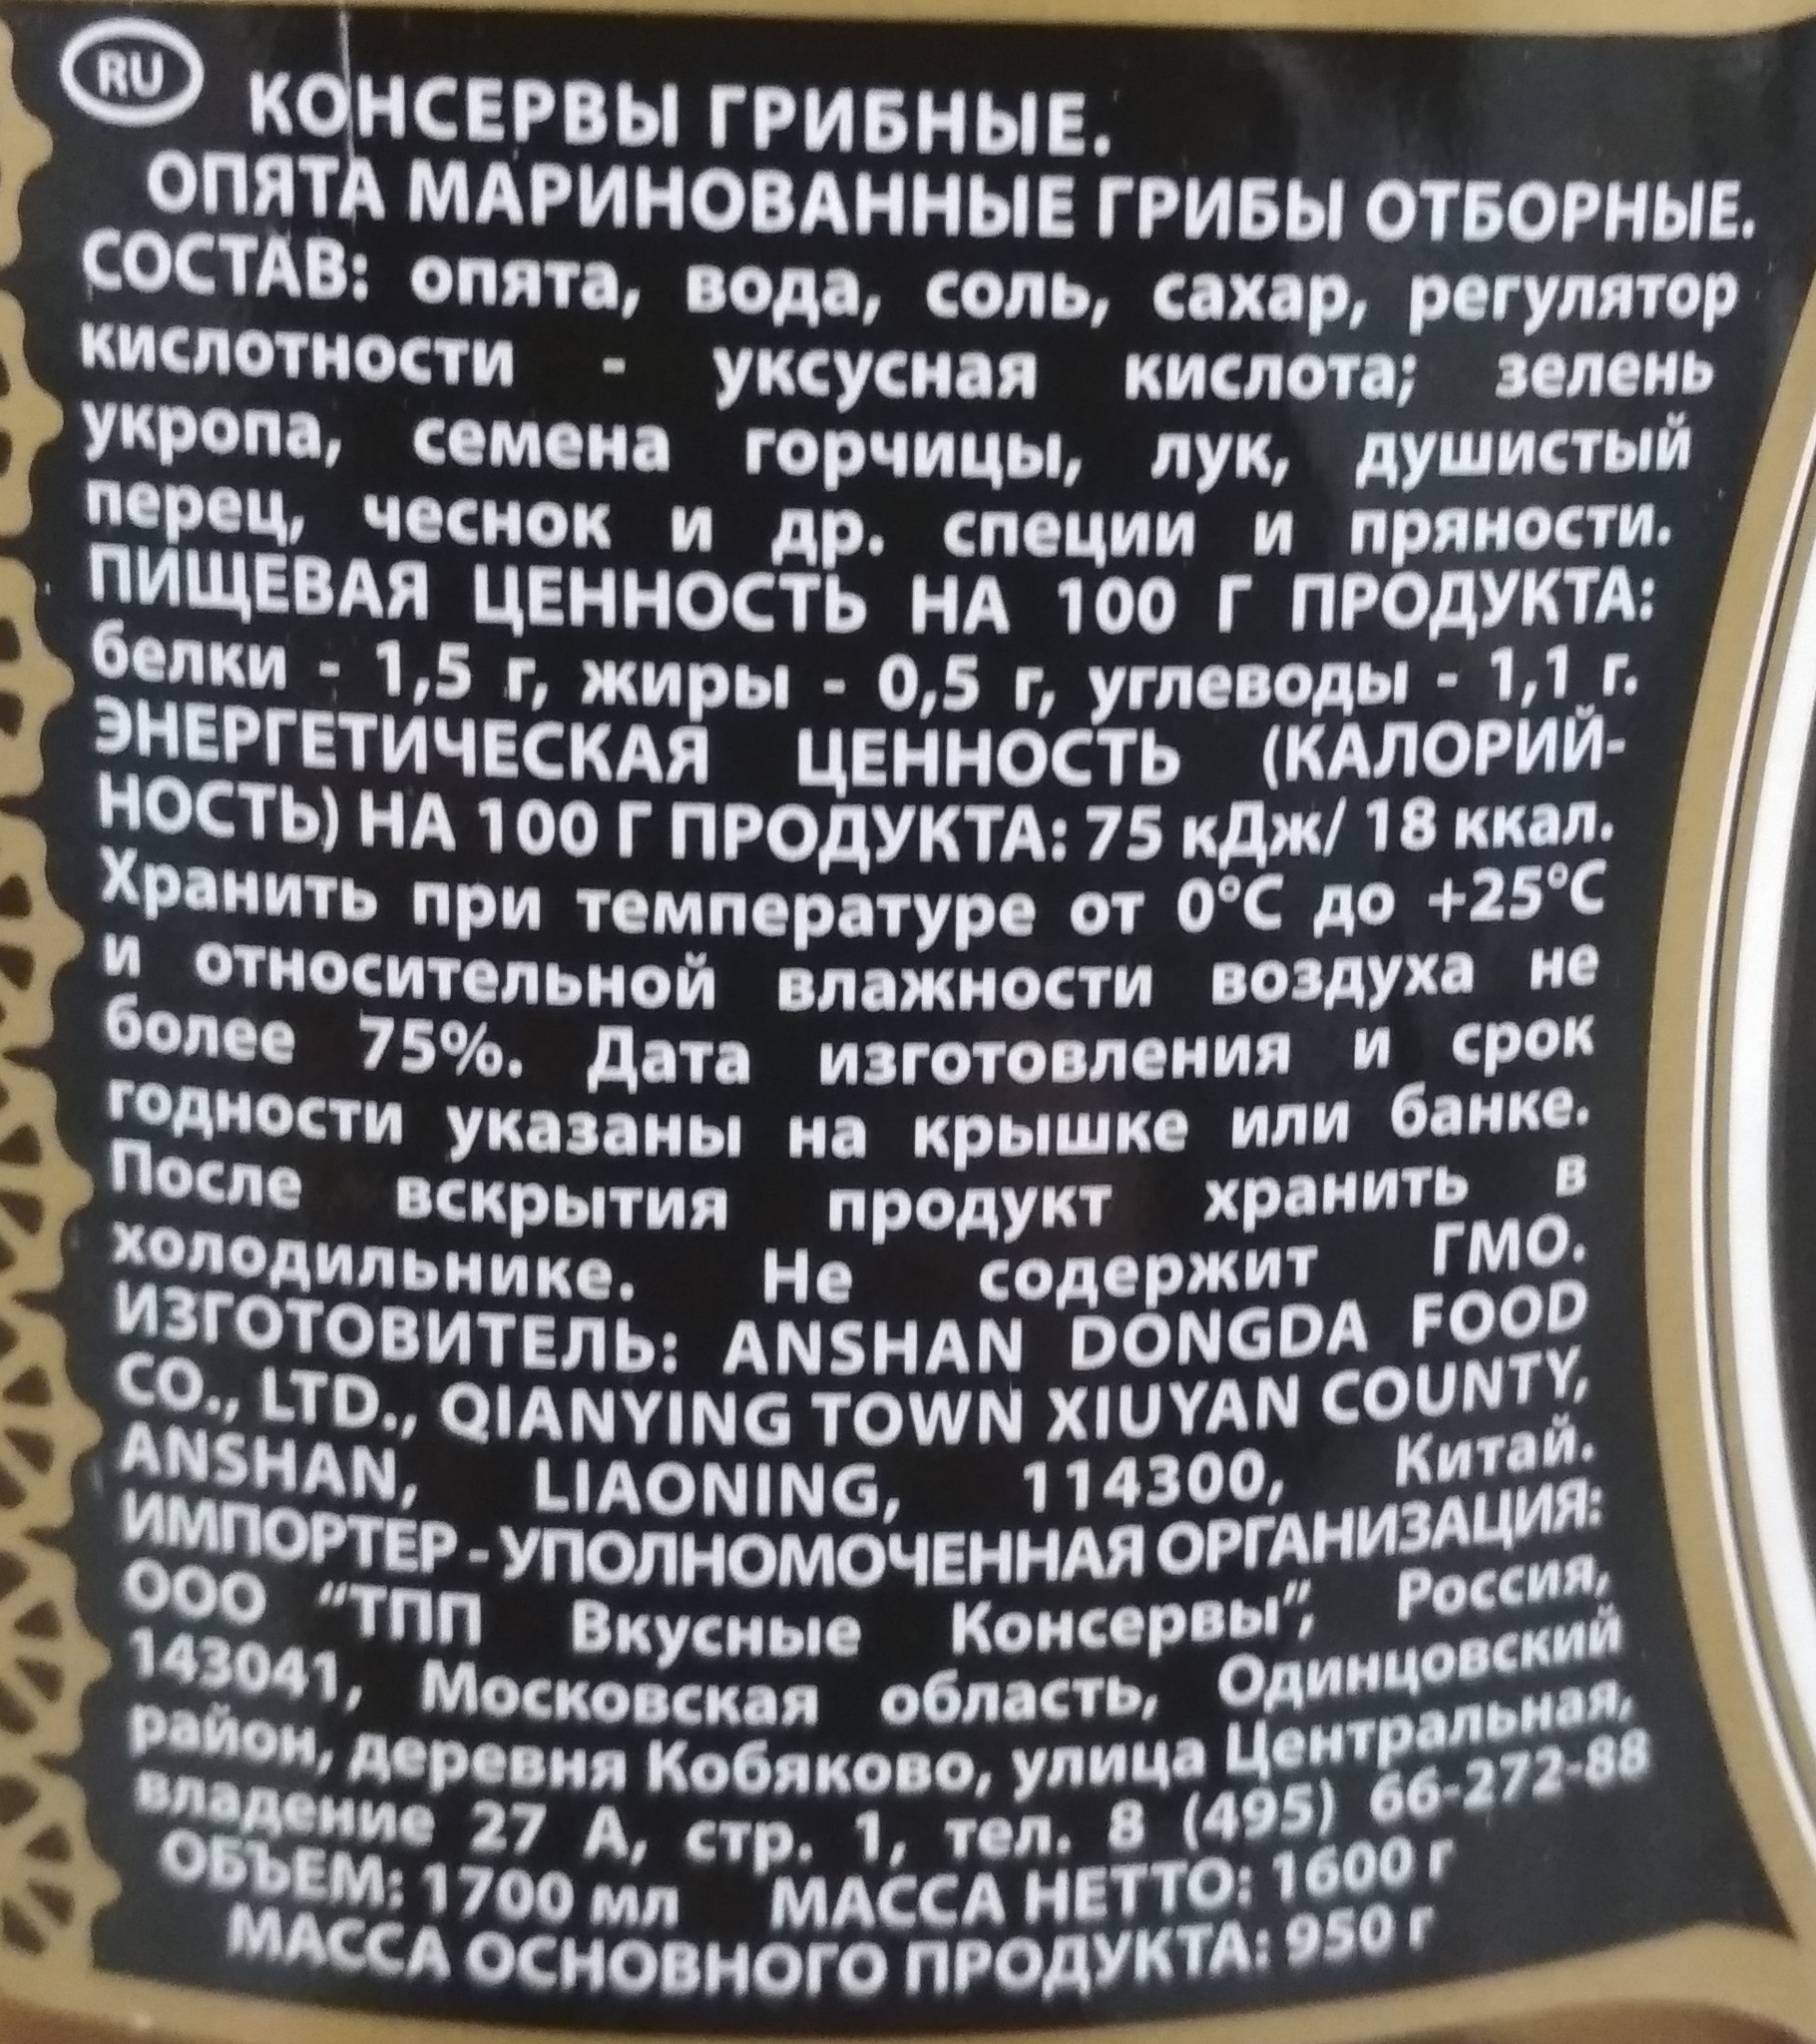 RU
КОНСЕРВЫ ГРИБНЫЕ.
ОПЯТА МАРИНОВАННЫЕ ГРИБЫ ОТБОРНЫЕ.
СОСТАВ: опята, вода, соль, сахар, регулятор
кислотности - уксусная кислота; зелень
укропа, семена горчицы, лук, душистый
перец, чеснок и др. специи и пряности.
ПИЩЕВАЯ ЦЕННОСТЬ НА 100 Г ПРОДУКТА:
белки - 1,5 г, жиры - 0,5 г, углеводы - 1,1 г.
ЭНЕРГЕТИЧЕСКАЯ ЦЕННОСТЬ (КАЛОРИЙ-
НОСТЬ) НА 100 Г ПРОДУКТА: 75 кДж/ 18 ккал.
Хранить при температуре от 0°C до +25°C
и относительной влажности воздуха не
более 75%. Дата изготовления и срок
годности указаны на крышке или банке.
После вскрытия продукт хранить в
холодильнике. Не содержит ГМО.
ИЗГОТОВИТЕЛЬ: ANSHAN DONGDA FOOD
CO., LTD., QIANYING TOWN XIUYAN COUNTY,
ANSHAN, LIAONING, 114300, Китай.
ИМПОРТЕР - УПОЛНОМОЧЕННАЯ ОРГАНИЗАЦИЯ:
ООО “ТПП Вкусные Консервы”, Россия,
143041, Московская область, Одинцовский
район, деревня Кобяково, улица Центральная,
владение 27 А, стр. 1, тел. 8 (495) 66-272-88
ОБЪЕМ: 1700 мл МАССА НЕТТО: 1600 г
МАССА ОСНОВНОГО ПРОДУКТА: 950 г